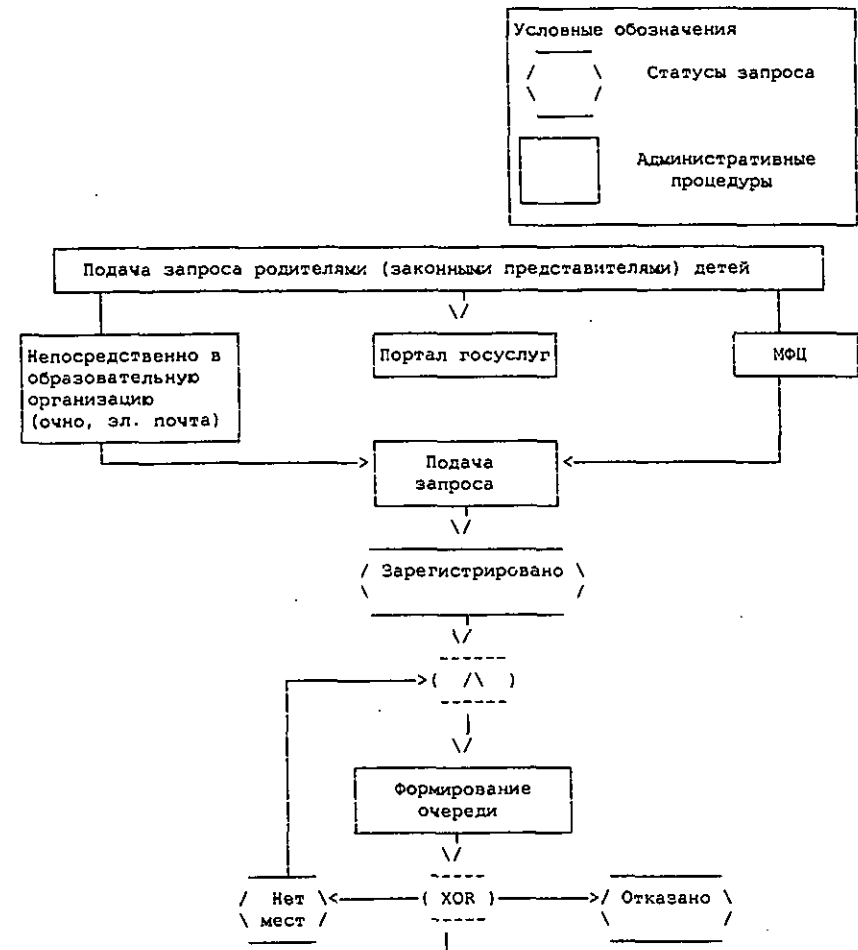 Условные обозначения
Статусы запроса
Административные
процедуры
Подача запроса родителями (законными представителями) детей
Непосредственно в
образовательную
организацию
(очно, эл. почта)
Портал госуслуг
МФЦ
Подача
запроса
Зарегистрировано
( /\ )
Формирование
очереди
Нет
мест
( XOR )
Отказано